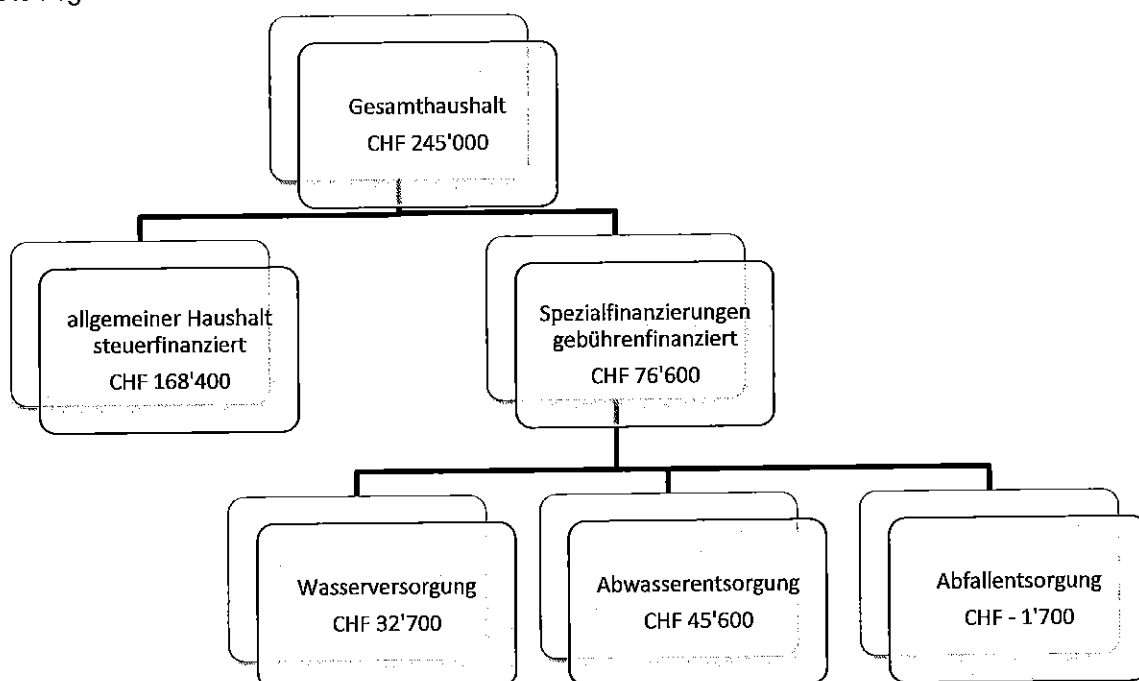 Gesamthaushalt
CHF 245'000
allgemeiner Haushalt
steuerfinanziert
CHF 168'400
Spezialfinanzierungen
gebührenfinanziert
CHF 76'600
Wasserversorgung
CHF 32'700
Abwasserentsorgung
CHF 45'600
Abfallentsorgung
CHF - 1'700